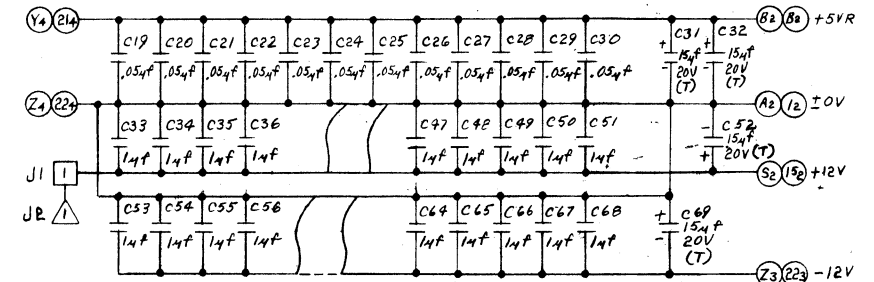 Y4 214 B2 B2 +5VR
C19 C20 C21 C22 C23 C24 C25 C26 C27 C28 C29 C30 C31 C32
.05µf .05µf .05µf .05µf .05µf .05µf .05µf .05µf .05µf .05µf .05µf .05µf
+ 15µf + 15µf
- 20V - 20V
(T) (T)
Z4 224 A2 12 ±0V
C33 C34 C35 C36 C47 C48 C49 C50 C51 - C52
15µf
1µf 1µf 1µf 1µf 1µf 1µf 1µf 1µf 1µf + 20V (T)
J1 1 S2 152 +12V
J2 1
C53 C54 C55 C56 C64 C65 C66 C67 C68 + C69
1µf 1µf 1µf 1µf 1µf 1µf 1µf 1µf 1µf 15µf
- 20V
(T)
Z3 223 -12V